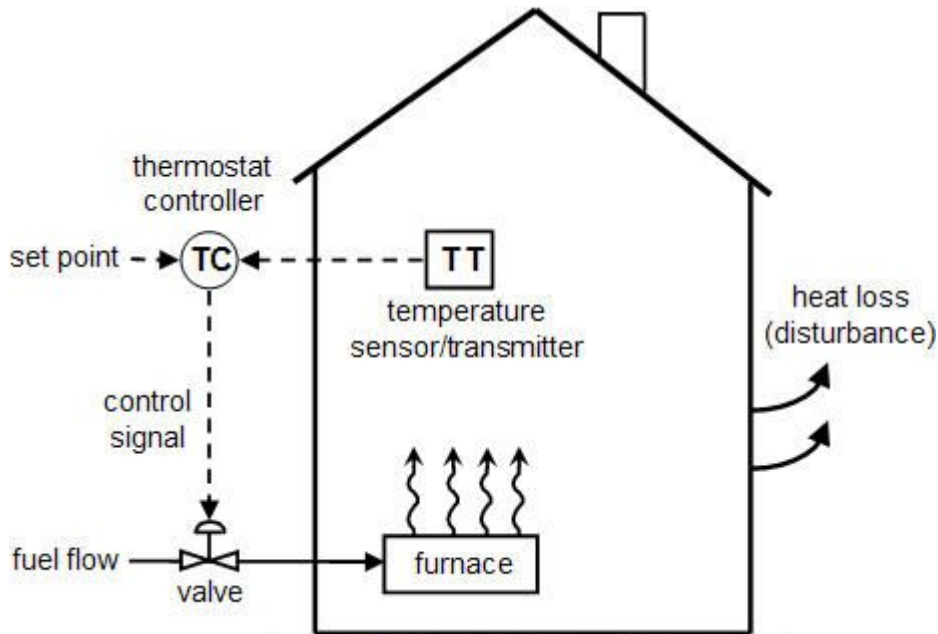 thermostat
controller
set point
TC
TT
temperature
sensor/transmitter
heat loss
(disturbance)
control
signal
fuel flow
valve
furnace